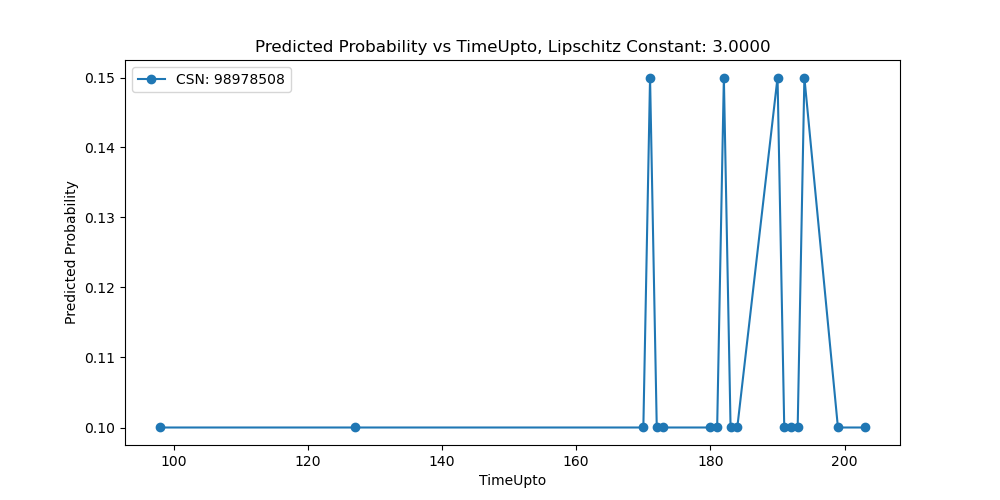 Predicted Probability vs TimeUpto, Lipschitz Constant: 3.0000
CSN: 98978508
Predicted Probability
0.15
0.14
0.13
0.12
0.11
0.10
100 120 140 160 180 200
TimeUpto